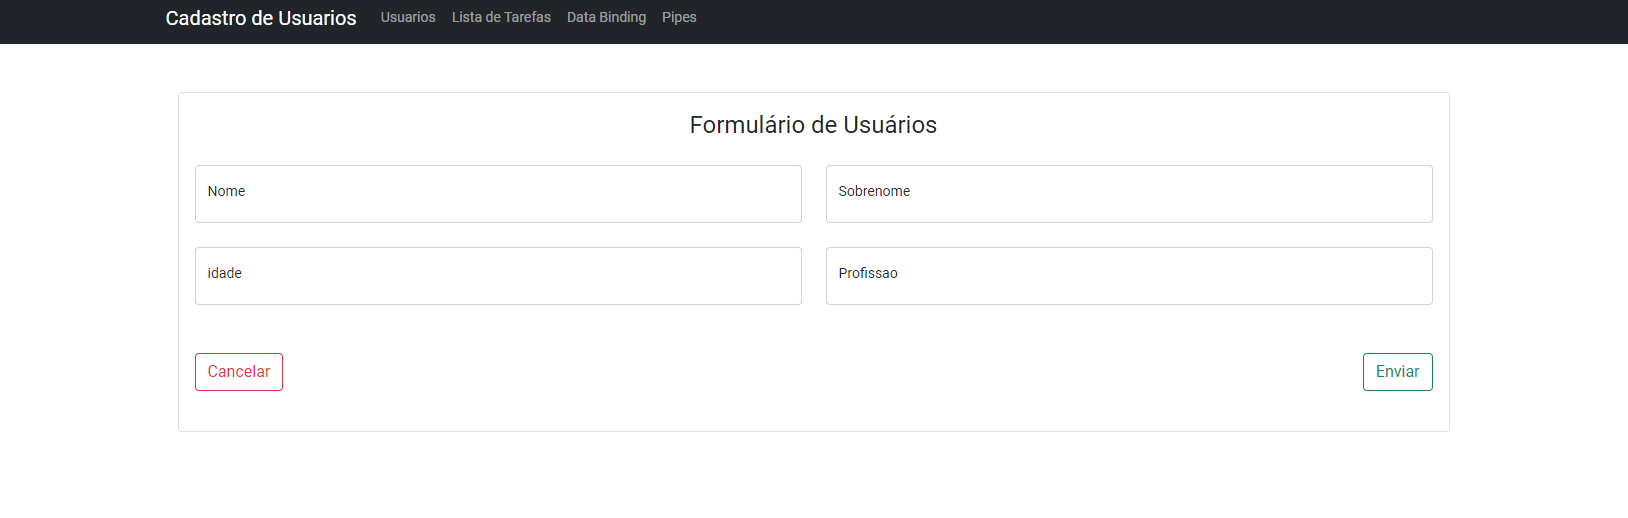 Cadastro de Usuarios Usuarios Lista de Tarefas Data Binding Pipes
Formulário de Usuários
Nome Sobrenome
idade Profissao
Cancelar Enviar